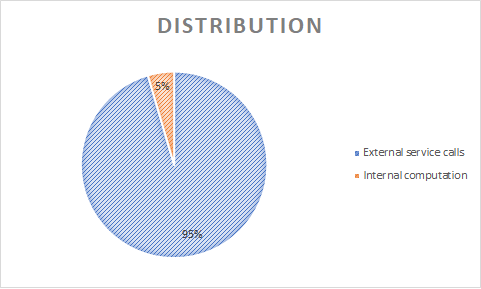 DISTRIBUTION
5%
External service calls
Internal computation
95%